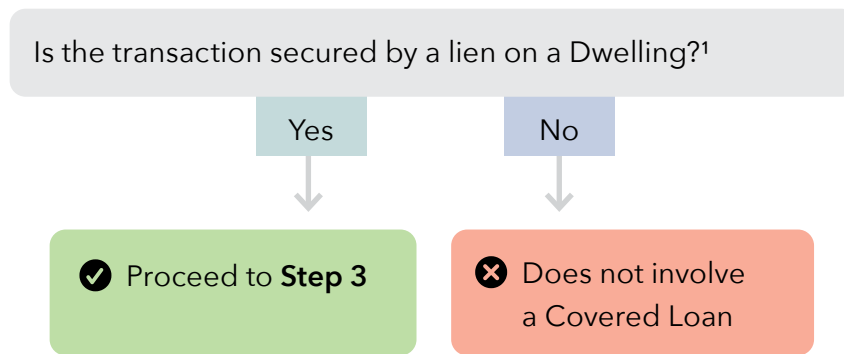 Is the transaction secured by a lien on a Dwelling?¹
Yes
No
Proceed to Step 3
Does not involve
a Covered Loan